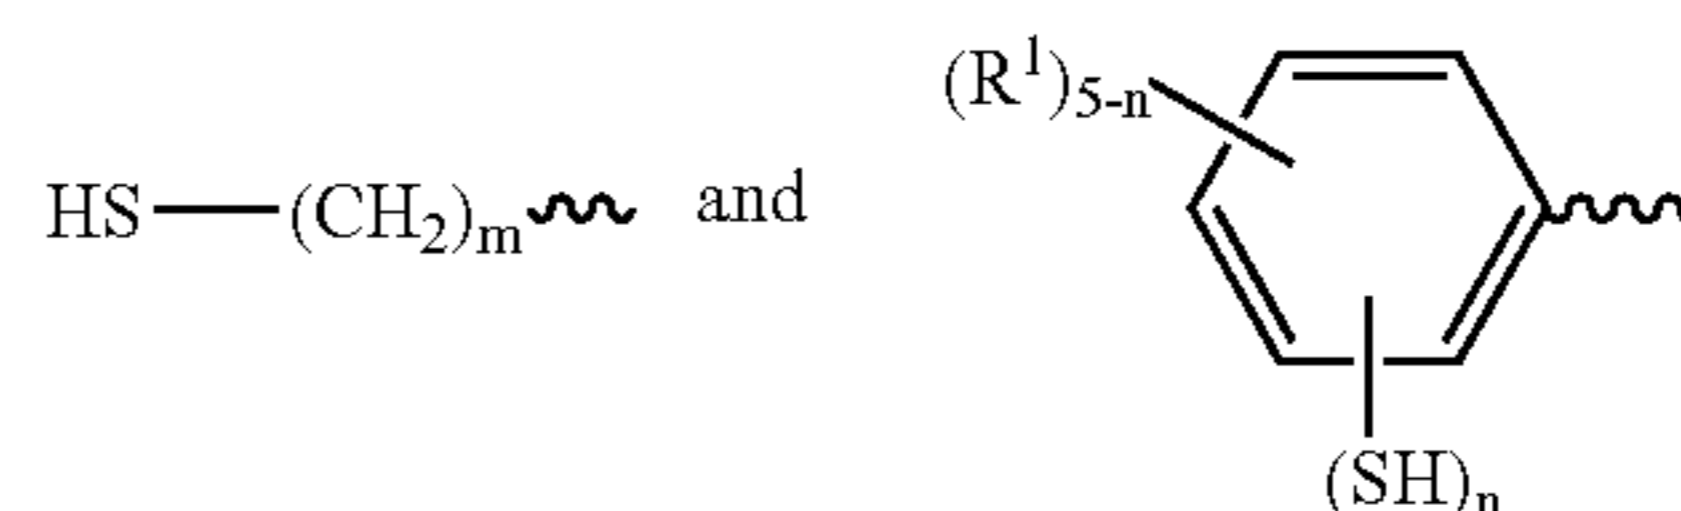 (R¹)₅₋ₙ
HS—(CH₂)ₘ and
(SH)ₙ